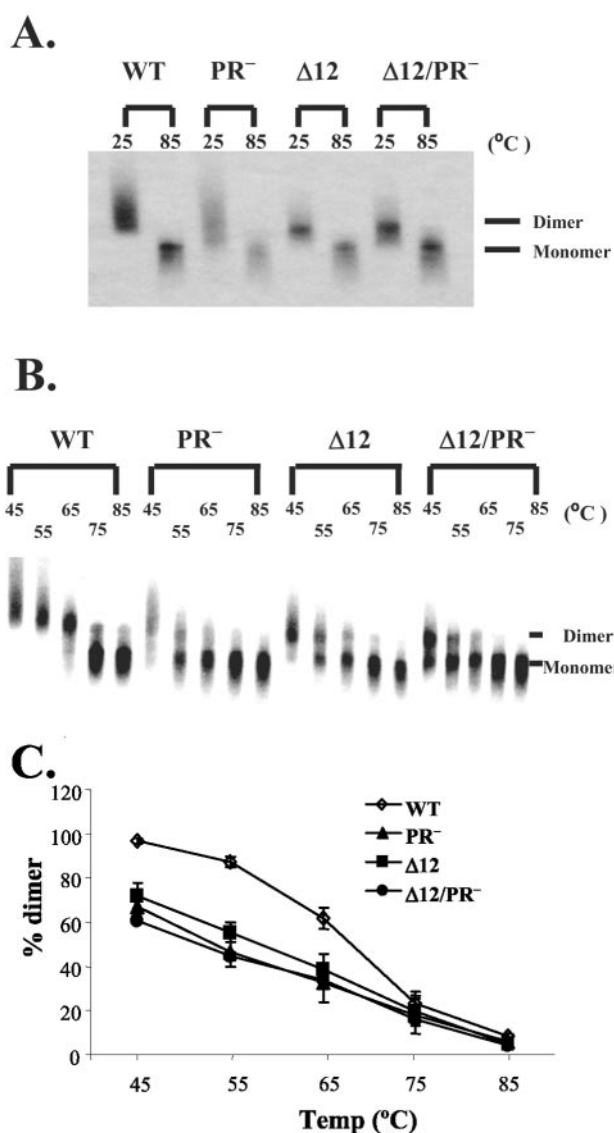 A.
WT PR⁻ Δ12 Δ12/PR⁻
25 85 25 85 25 85 25 85 (ºC)
Dimer
Monomer
B.
WT PR⁻ Δ12 Δ12/PR⁻
45 65 85 45 65 85 45 65 85 45 65 85 (ºC)
55 75 55 75 55 75 55 75
Dimer
Monomer
C.
120
100
80
60
40
20
0
% dimer
WT
PR⁻
Δ12
Δ12/PR⁻
45 55 65 75 85
Temp (ºC)